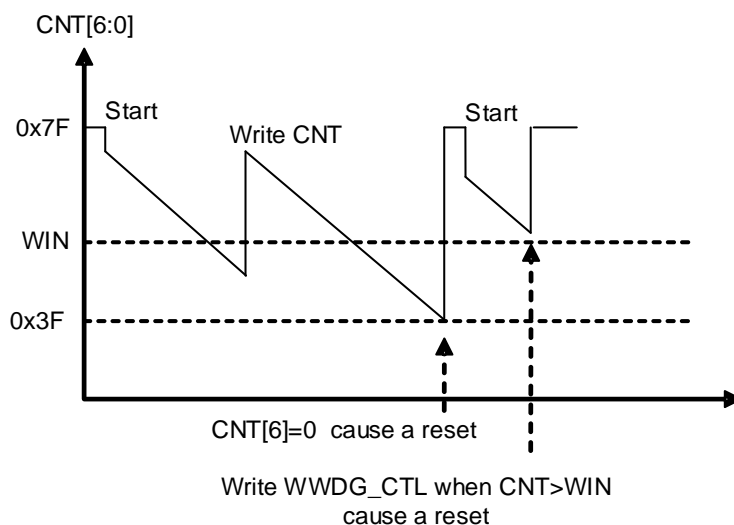 CNT[6:0]
Start
Start
0x7F
Write CNT
WIN
0x3F
CNT[6]=0 cause a reset
Write WWDG_CTL when CNT>WIN
cause a reset